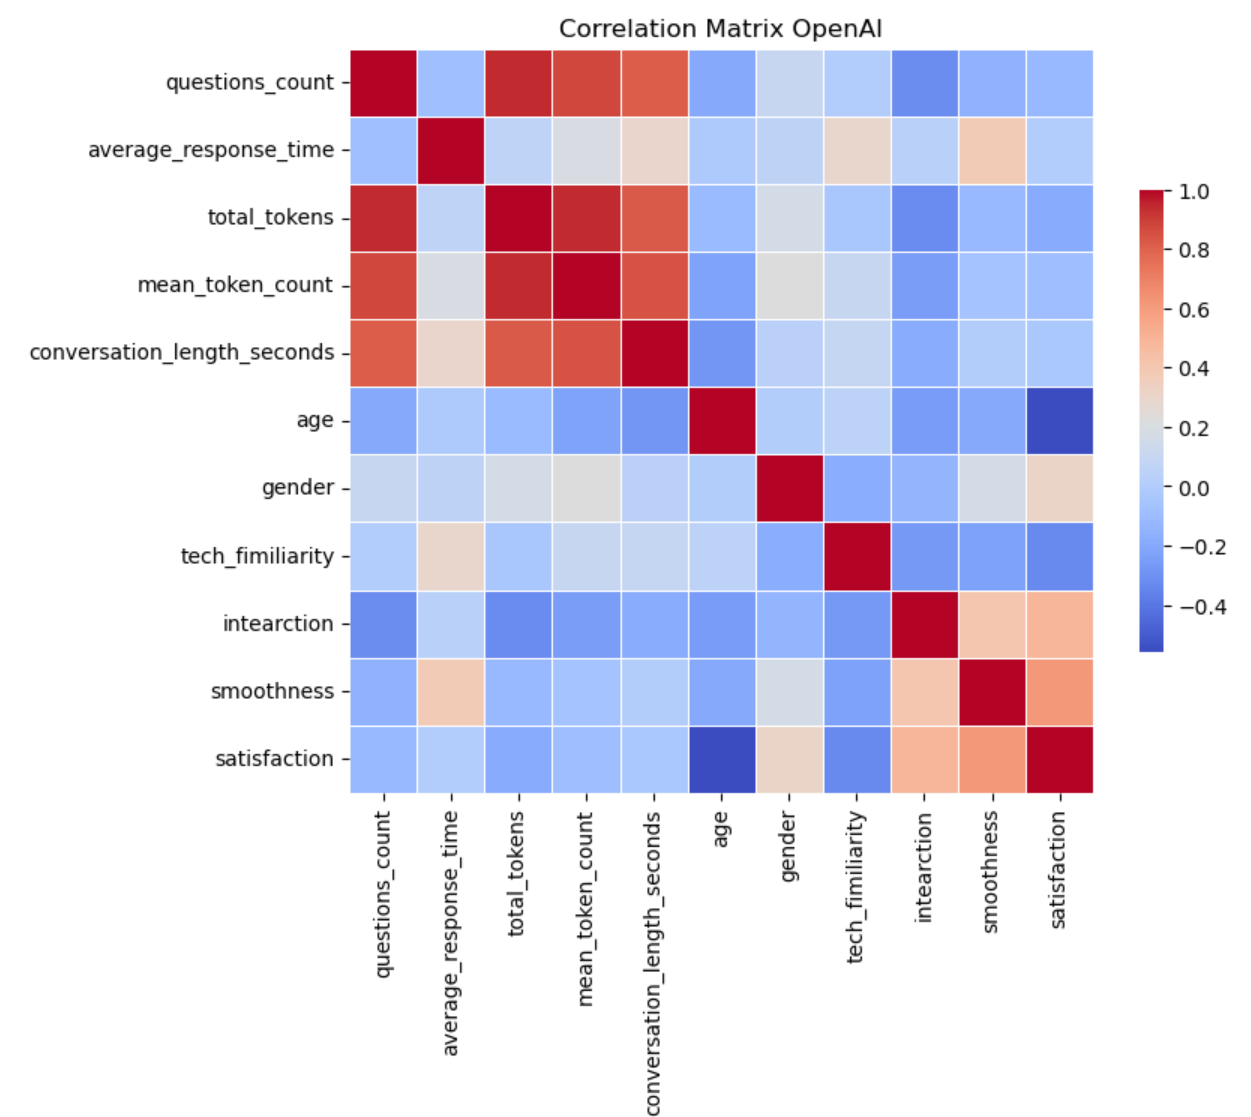 Correlation Matrix OpenAI
questions_count
average_response_time
total_tokens
mean_token_count
conversation_length_seconds
age
gender
tech_fimiliarity
intearction
smoothness
satisfaction
questions_count
average_response_time
total_tokens
mean_token_count
conversation_length_seconds
age
gender
tech_fimiliarity
intearction
smoothness
satisfaction
1.0
0.8
0.6
0.4
0.2
0.0
−0.2
−0.4